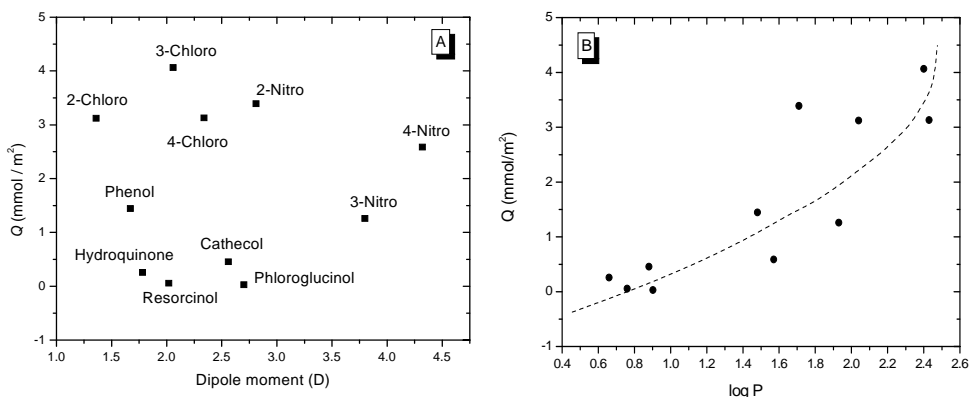 A
5
4
3
2
1
0
-1
Q (mmol / m²)
3-Chloro
2-Chloro
2-Nitro
4-Chloro
4-Nitro
Phenol
3-Nitro
Hydroquinone
Cathecol
Resorcinol
Phloroglucinol
1.0 1.5 2.0 2.5 3.0 3.5 4.0 4.5
Dipole moment (D)
B
5
4
3
2
1
0
-1
Q (mmol/m²)
0.4 0.6 0.8 1.0 1.2 1.4 1.6 1.8 2.0 2.2 2.4 2.6
log P